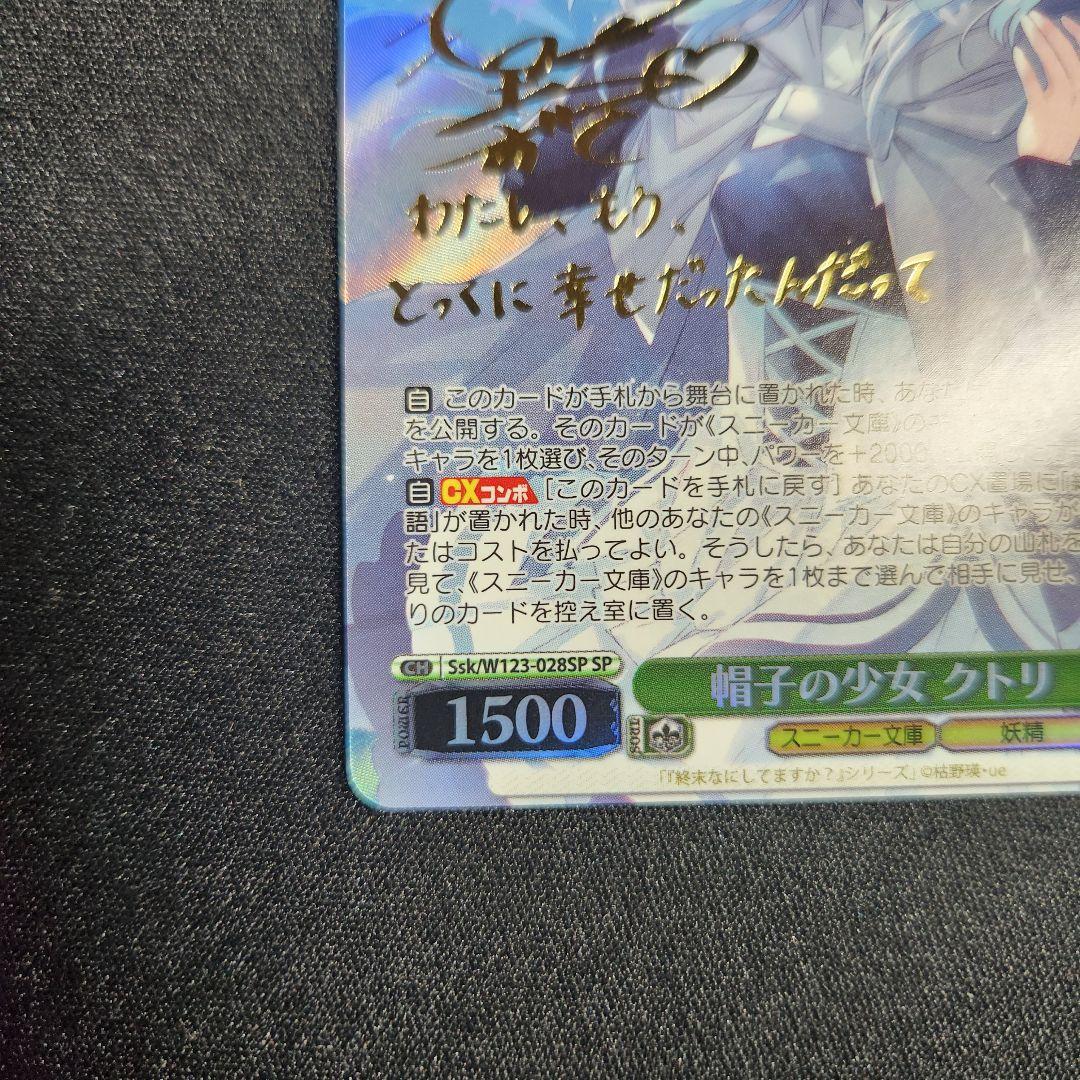 わたし、もう、
とっくに 幸せだったんだって
自 このカードが手札から舞台に置かれた時、あな
を公開する。そのカードが《スニーカー文庫》のキ
キャラを1枚選び、そのターン中、パワーを+2000
自 CXコンボ [このカードを手札に戻す] あな
語」が置かれた時、他のあなたの《スニーカー文庫》のキャラが
たはコストを払ってよい。そうしたら、あなたは自分の山札を
見て、《スニーカー文庫》のキャラを1枚まで選んで相手に見せ、
りのカードを控え室に置く。
CH Ssk/W123-028SP SP
帽子の少女 クトリ
POWER 1500
SOUL
スニーカー文庫 妖精
「『終末なにしてますか?』シリーズ」©枯野瑛・ue